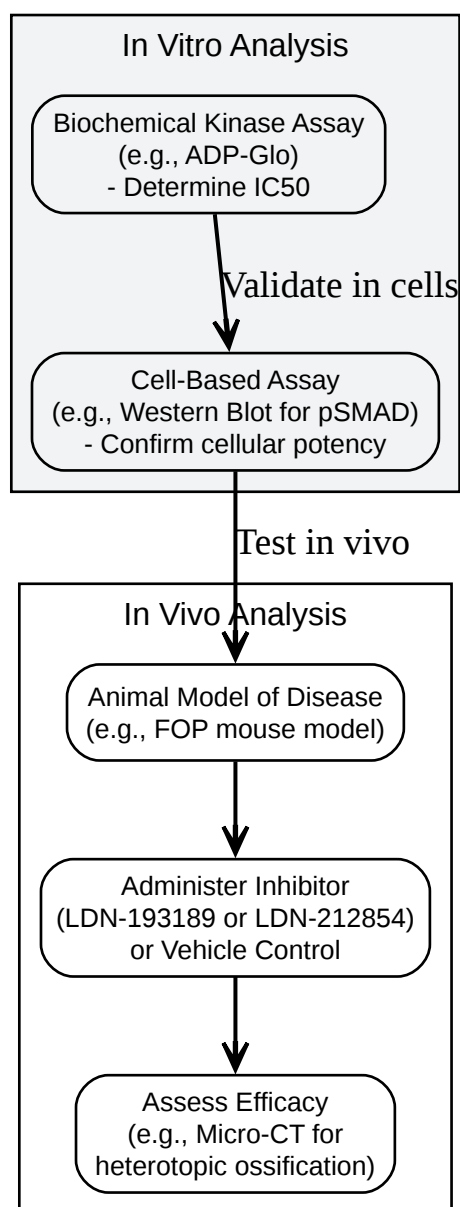 In Vitro Analysis
Biochemical Kinase Assay
(e.g., ADP-Glo)
- Determine IC50
Validate in cells
Cell-Based Assay
(e.g., Western Blot for pSMAD)
- Confirm cellular potency
Test in vivo
In Vivo Analysis
Animal Model of Disease
(e.g., FOP mouse model)
Administer Inhibitor
(LDN-193189 or LDN-212854)
or Vehicle Control
Assess Efficacy
(e.g., Micro-CT for
heterotopic ossification)